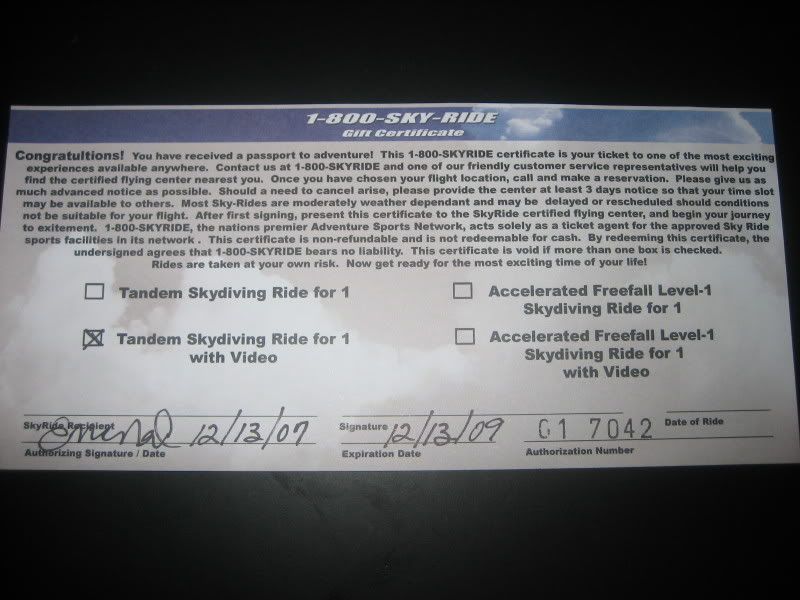 1-800-SKY-RIDE
Gift Certificate
Congratultions! You have received a passport to adventure! This 1-800-SKYRIDE certificate is your ticket to one of the most exciting
experiences available anywhere. Contact us at 1-800-SKYRIDE and one of our friendly customer service representatives will help you
find the certified flying center nearest you. Once you have chosen your flight location, call and make a reservation. Please give us as
much advanced notice as possible. Should a need to cancel arise, please provide the center at least 3 days notice so that your time slot
may be available to others. Most Sky-Rides are moderately weather dependant and may be delayed or rescheduled should conditions
not be suitable for your flight. After first signing, present this certificate to the SkyRide certified flying center, and begin your journey
to exitement. 1-800-SKYRIDE, the nations premier Adventure Sports Network, acts solely as a ticket agent for the approved Sky Ride
sports facilities in its network . This certificate is non-refundable and is not redeemable for cash. By redeeming this certificate, the
undersigned agrees that 1-800-SKYRIDE bears no liability. This certificate is void if more than one box is checked.
Rides are taken at your own risk. Now get ready for the most exciting time of your life!
Tandem Skydiving Ride for 1
Accelerated Freefall Level-1
Skydiving Ride for 1
Tandem Skydiving Ride for 1
with Video
Accelerated Freefall Level-1
Skydiving Ride for 1
with Video
SkyRide Recipient
Signature
Date of Ride
12/13/07
12/13/09
G1 7042
Authorizing Signature / Date
Expiration Date
Authorization Number